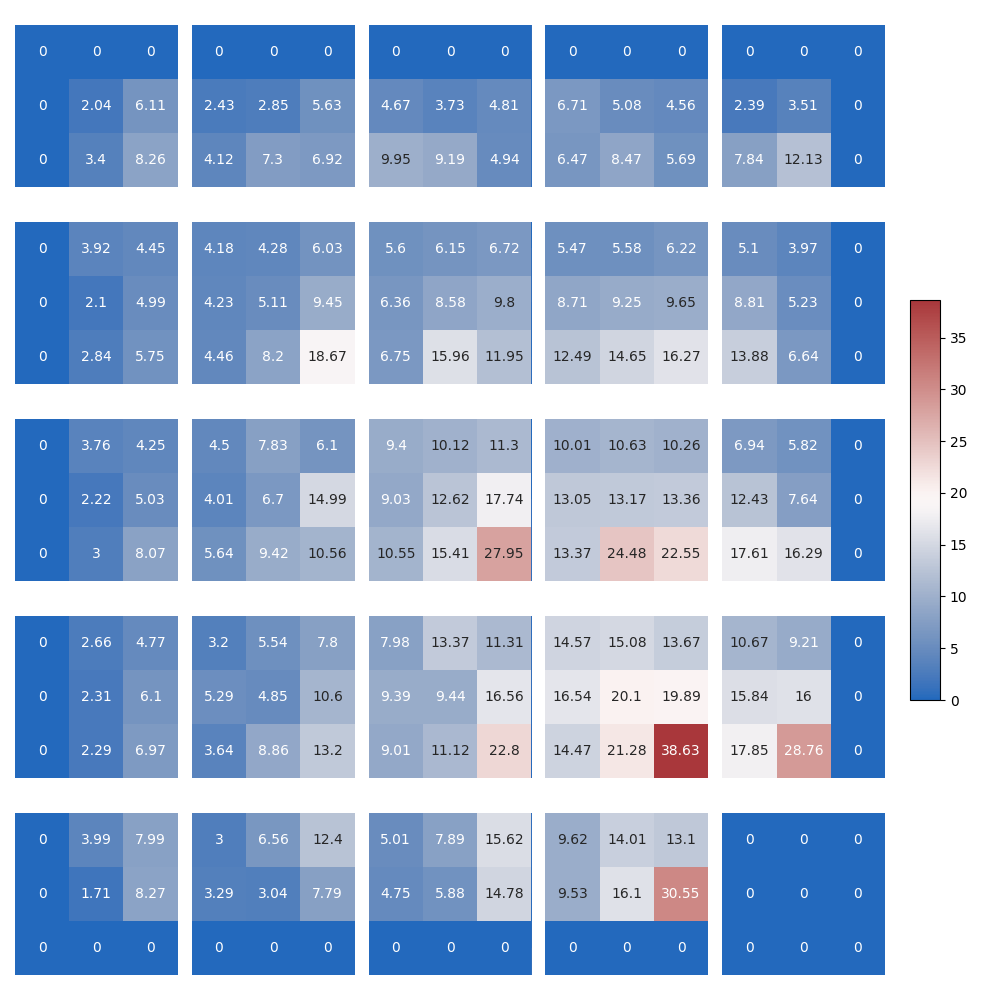 0 0 0 0 0 0 0 0 0 0 0 0 0 0 0
0 2.04 6.11 2.43 2.85 5.63 4.67 3.73 4.81 6.71 5.08 4.56 2.39 3.51 0
0 3.4 8.26 4.12 7.3 6.92 9.95 9.19 4.94 6.47 8.47 5.69 7.84 12.13 0
0 3.92 4.45 4.18 4.28 6.03 5.6 6.15 6.72 5.47 5.58 6.22 5.1 3.97 0
0 2.1 4.99 4.23 5.11 9.45 6.36 8.58 9.8 8.71 9.25 9.65 8.81 5.23 0
0 2.84 5.75 4.46 8.2 18.67 6.75 15.96 11.95 12.49 14.65 16.27 13.88 6.64 0
0 3.76 4.25 4.5 7.83 6.1 9.4 10.12 11.3 10.01 10.63 10.26 6.94 5.82 0
0 2.22 5.03 4.01 6.7 14.99 9.03 12.62 17.74 13.05 13.17 13.36 12.43 7.64 0
0 3 8.07 5.64 9.42 10.56 10.55 15.41 27.95 13.37 24.48 22.55 17.61 16.29 0
0 2.66 4.77 3.2 5.54 7.8 7.98 13.37 11.31 14.57 15.08 13.67 10.67 9.21 0
0 2.31 6.1 5.29 4.85 10.6 9.39 9.44 16.56 16.54 20.1 19.89 15.84 16 0
0 2.29 6.97 3.64 8.86 13.2 9.01 11.12 22.8 14.47 21.28 38.63 17.85 28.76 0
0 3.99 7.99 3 6.56 12.4 5.01 7.89 15.62 9.62 14.01 13.1 0 0 0
0 1.71 8.27 3.29 3.04 7.79 4.75 5.88 14.78 9.53 16.1 30.55 0 0 0
0 0 0 0 0 0 0 0 0 0 0 0 0 0 0
35
30
25
20
15
10
5
0